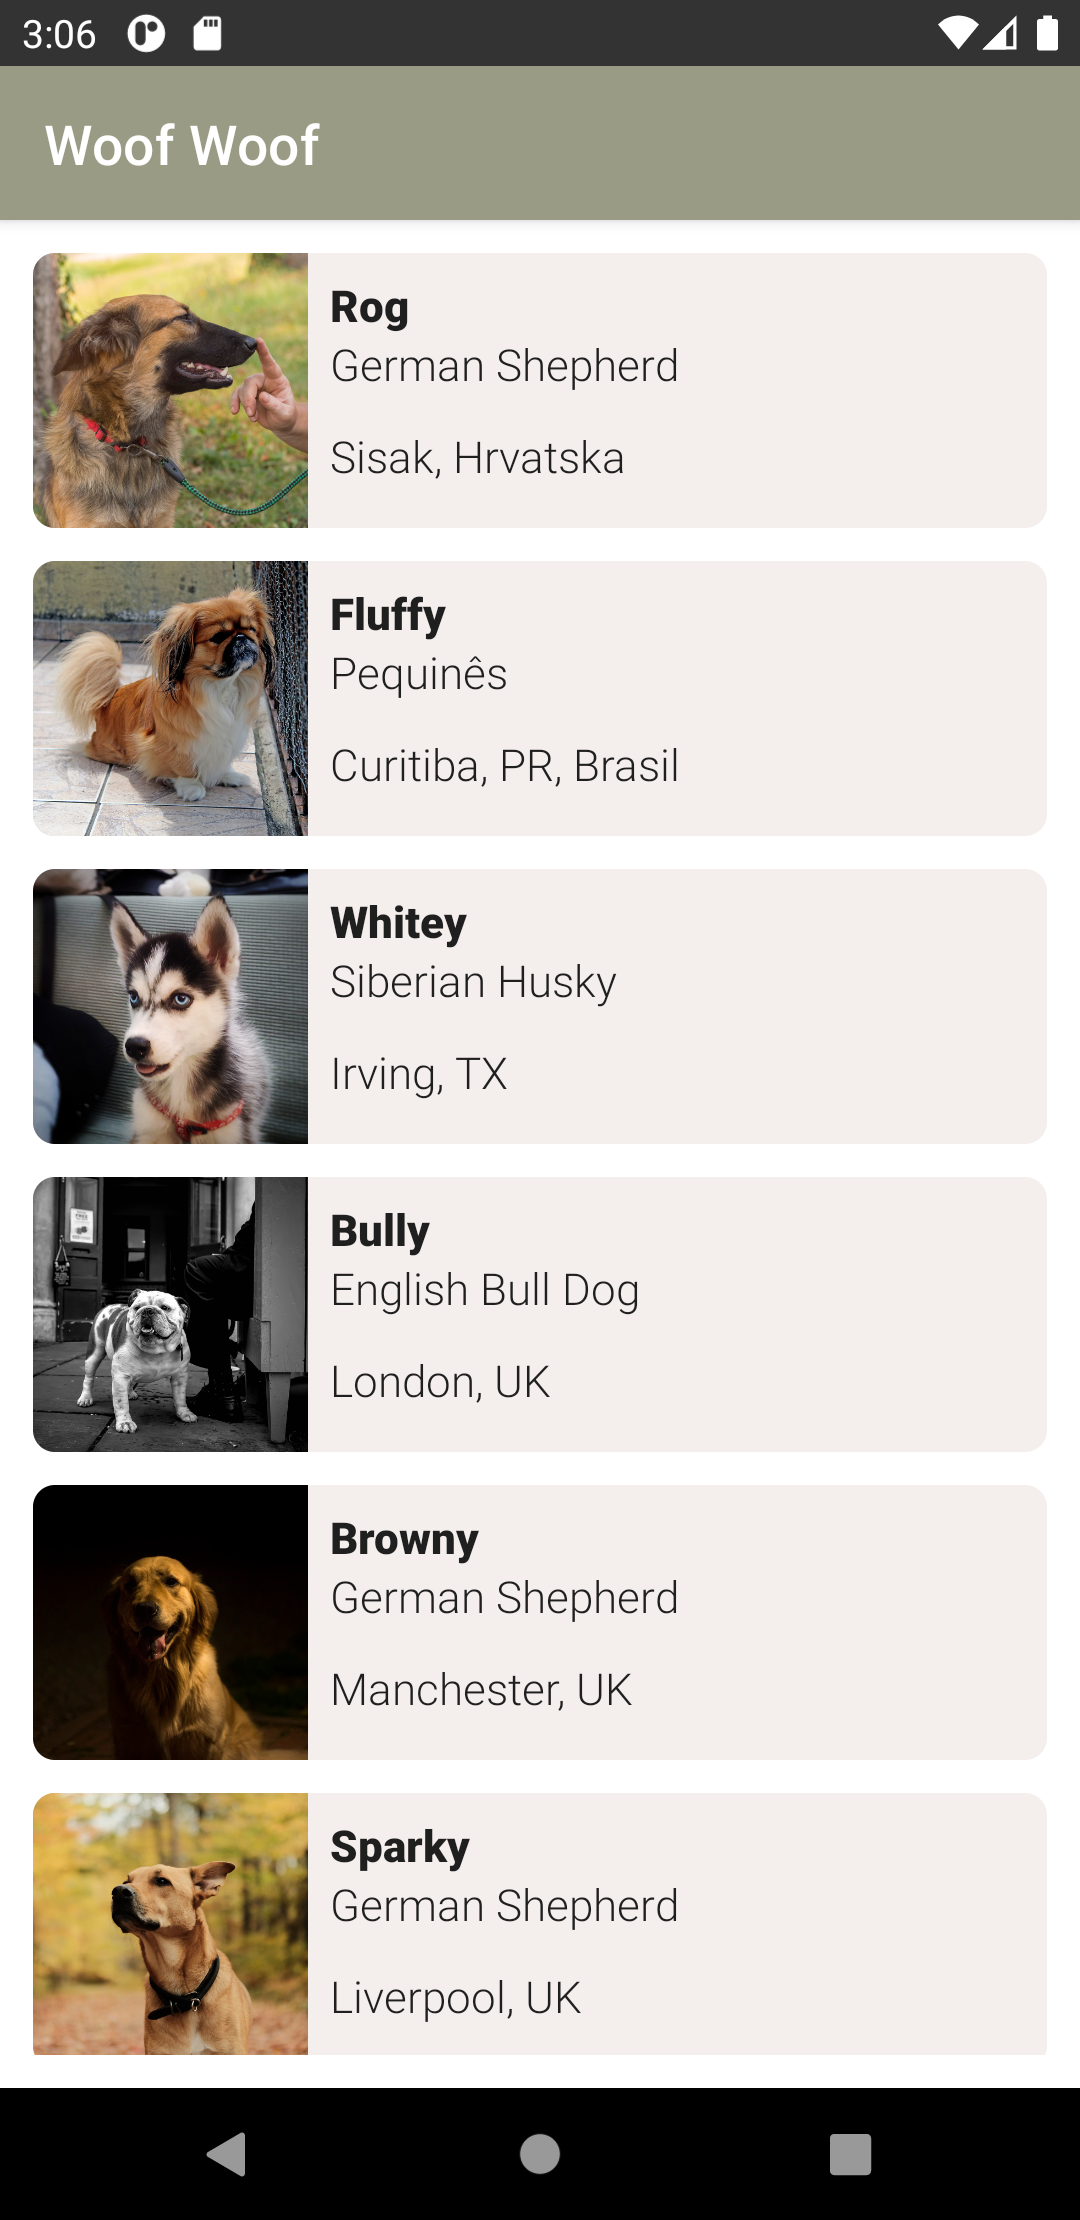 3:06
Woof Woof
Rog
German Shepherd
Sisak, Hrvatska
Fluffy
Pequinês
Curitiba, PR, Brasil
Whitey
Siberian Husky
Irving, TX
Bully
English Bull Dog
London, UK
Browny
German Shepherd
Manchester, UK
Sparky
German Shepherd
Liverpool, UK